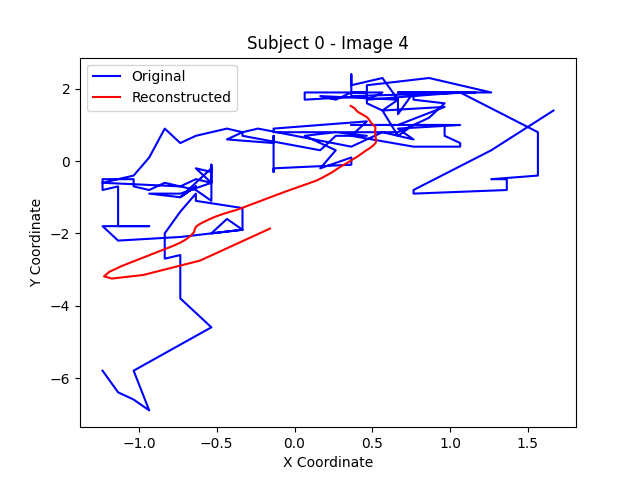 Subject 0 - Image 4
Original
Reconstructed
2
0
−2
−4
−6
Y Coordinate
−1.0 −0.5 0.0 0.5 1.0 1.5
X Coordinate